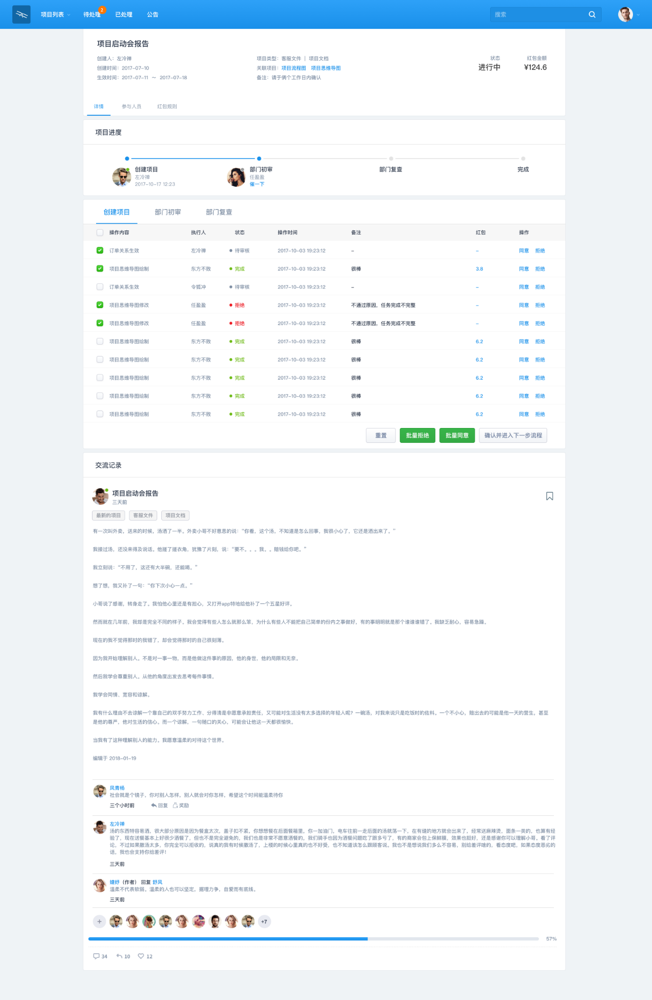 项目列表 待处理 2 已处理 公告 搜索
项目启动会报告
创建人：左冷禅 项目类型：客服文件 | 项目文档 状态 红包金额
创建时间：2017-07-10 关联项目：项目流程图 项目思维导图 进行中 ¥124.6
生效时间：2017-07-11 ～ 2017-07-18 备注：请于俩个工作日内确认
详情 参与人员 红包规则
项目进度
创建项目 部门初审 部门复查 完成
左冷禅 任盈盈
2017-10-17 12:23 催一下
创建项目 部门初审 部门复查
操作内容 执行人 状态 操作时间 备注 红包 操作
订单关系生效 左冷禅 待审核 2017-10-03 19:23:12 – – 同意 拒绝
项目思维导图绘制 东方不败 完成 2017-10-03 19:23:12 很棒 3.8 同意 拒绝
订单关系生效 令狐冲 待审核 2017-10-03 19:23:12 – – 同意 拒绝
项目思维导图修改 任盈盈 拒绝 2017-10-03 19:23:12 不通过原因，任务完成不完整 – 同意 拒绝
项目思维导图修改 任盈盈 拒绝 2017-10-03 19:23:12 不通过原因，任务完成不完整 – 同意 拒绝
项目思维导图绘制 东方不败 完成 2017-10-03 19:23:12 很棒 6.2 同意 拒绝
项目思维导图绘制 东方不败 完成 2017-10-03 19:23:12 很棒 6.2 同意 拒绝
项目思维导图绘制 东方不败 完成 2017-10-03 19:23:12 很棒 6.2 同意 拒绝
项目思维导图绘制 东方不败 完成 2017-10-03 19:23:12 很棒 6.2 同意 拒绝
项目思维导图绘制 东方不败 完成 2017-10-03 19:23:12 很棒 6.2 同意 拒绝
重置 批量拒绝 批量同意 确认并进入下一步流程
交流记录
项目启动会报告
三天前
最新的项目 客服文件 项目文档
有一次叫外卖，送来的时候，汤洒了一半。外卖小哥不好意思的说：“你看，这个汤，不知道是怎么回事，我很小心了，它还是洒出来了。”
我接过汤，还没来得及说话。他搓了搓衣角，犹豫了片刻，说：“要不。。。我。。赔钱给你吧。”
我立刻说：“不用了，这还有大半碗，还能喝。”
想了想，我又补了一句：“你下次小心一点。”
小哥说了感谢，转身走了。我怕他心里还是有担心，又打开app特地给他补了一个五星好评。
然而就在几年前，我却是完全不同的样子。我会觉得有些人怎么就那么笨，为什么有些人不能把自己简单的份内之事做好，有的事明明就是那个谁谁谁错了。我缺乏耐心，容易急躁。
现在的我不觉得那时的我错了，却会觉得那时的自己很刻薄。
因为我开始理解别人。不是对一事一物，而是他做这件事的原因，他的身世，他的局限和无奈。
然后我学会尊重别人。从他的角度出发去思考每件事情。
我学会同情、宽容和谅解。
我有什么理由不去谅解一个靠自己的双手努力工作、分得清是非愿意承担责任，又可能对生活没有太多选择的年轻人呢？一碗汤，对我来说只是吃饭时的佐料。一个不小心，赔出去的可能是他一天的营生，甚至
是他的尊严，他对生活的信心。而一个谅解，一句随口的关心，可能会让他这一天都很愉快。
当我有了这种理解别人的能力。我愿意温柔的对待这个世界。
编辑于 2018-01-19
风青杨
社会就是个镜子，你对别人怎样，别人就会对你怎样，希望这个时间能温柔待你
三个小时前 回复 奖励
左冷禅
汤的东西特容易洒，很大部分原因是因为餐盒太次，盖子扣不紧，你想想餐在后面餐箱里，你一加油门，电车往前一走后面的汤就荡一下，在有缝的地方就会出来了，经常送麻辣烫，面条一类的，也算有经
验了，现在送餐基本上好很少洒餐了，但也不是完全避免的，我们也是非常不愿意洒餐的，我们骑手也因为洒餐问题吃了跟多亏了，有的商家会包上保鲜膜，效果也挺好，还是感谢你可以理解小哥。看了评
论，不过如果撒汤太多，你完全可以拒收的，说真的我有时候撒汤了，上楼的时候心里真的也不好受，也不知道该怎么跟顾客说。我也不是想说我们多么不容易，别给差评啥的，看态度吧，如果态度恶劣的
话，我也会支持你给差评！
三天前
婕妤（作者） 回复 舒风
温柔不代表软弱。温柔的人也可以坚定，据理力争，自爱而有底线。
三天前
+7
57%
34 10 12